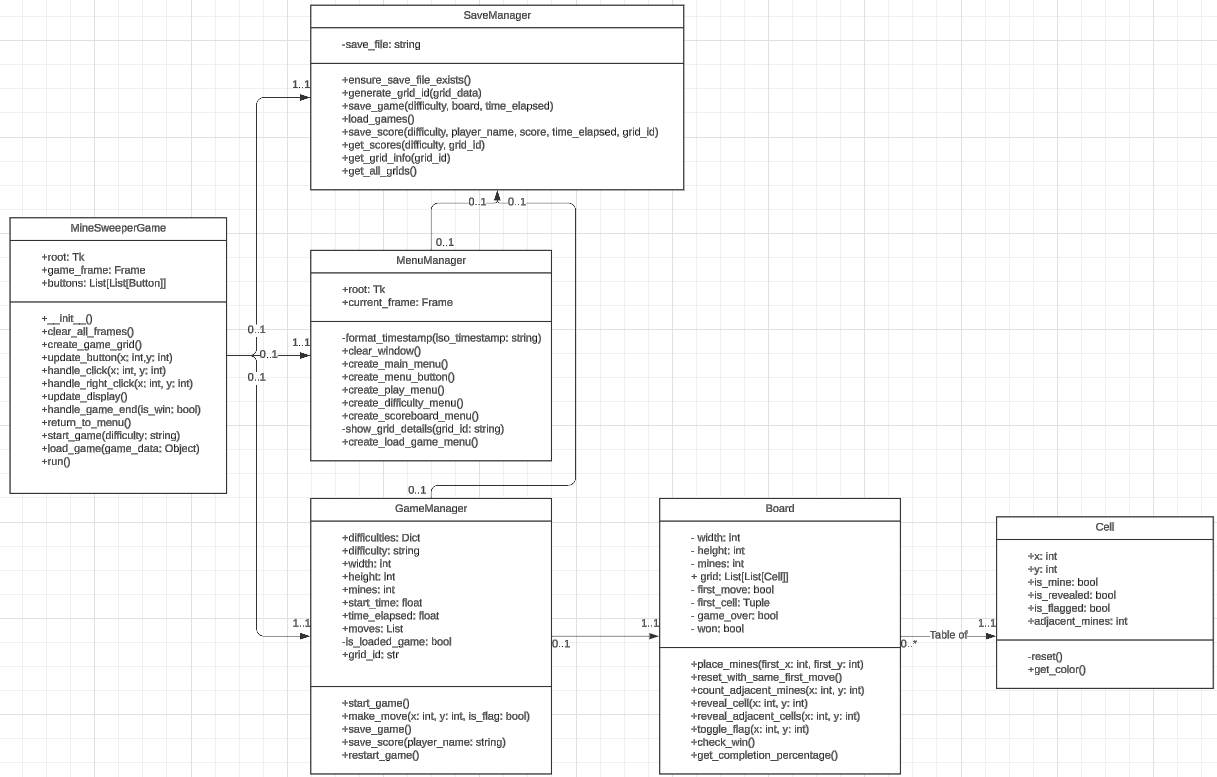 SaveManager
-save_file: string
+ensure_save_file_exists()
+generate_grid_id(grid_data)
+save_game(difficulty, board, time_elapsed)
+load_games()
+save_score(difficulty, player_name, score, time_elapsed, grid_id)
+get_scores(difficulty, grid_id)
+get_grid_info(grid_id)
+get_all_grids()
1..1
0..1
0..1
0..1
MineSweeperGame
+root: Tk
+game_frame: Frame
+buttons: List[List[Button]]
+__init__()
+clear_all_frames()
+create_game_grid()
+update_button(x: int,y: int)
+handle_click(x: int, y: int)
+handle_right_click(x: int, y: int)
+update_display()
+handle_game_end(is_win: bool)
+return_to_menu()
+start_game(difficulty: string)
+load_game(game_data: Object)
+run()
0..1
0..1
0..1
1..1
MenuManager
+root: Tk
+current_frame: Frame
-format_timestamp(iso_timestamp: string)
+clear_window()
+create_main_menu()
+create_menu_button()
+create_play_menu()
+create_difficulty_menu()
+create_scoreboard_menu()
-show_grid_details(grid_id: string)
+create_load_game_menu()
0..1
1..1
GameManager
+difficulties: Dict
+difficulty: string
+width: int
+height: int
+mines: int
+start_time: float
+time_elapsed: float
+moves: List
-is_loaded_game: bool
+grid_id: str
+start_game()
+make_move(x: int, y: int, is_flag: bool)
+save_game()
+save_score(player_name: string)
+restart_game()
0..1
1..1
Board
- width: int
- height: int
- mines: int
+ grid: List[List[Cell]]
- first_move: bool
- first_cell: Tuple
- game_over: bool
- won: bool
+place_mines(first_x: int, first_y: int)
+reset_with_same_first_move()
+count_adjacent_mines(x: int, y: int)
+reveal_cell(x: int, y: int)
+reveal_adjacent_cells(x: int, y: int)
+toggle_flag(x: int, y: int)
+check_win()
+get_completion_percentage()
0..*
Table of
1..1
Cell
+x: int
+y: int
+is_mine: bool
+is_revealed: bool
+is_flagged: bool
+adjacent_mines: int
-reset()
+get_color()